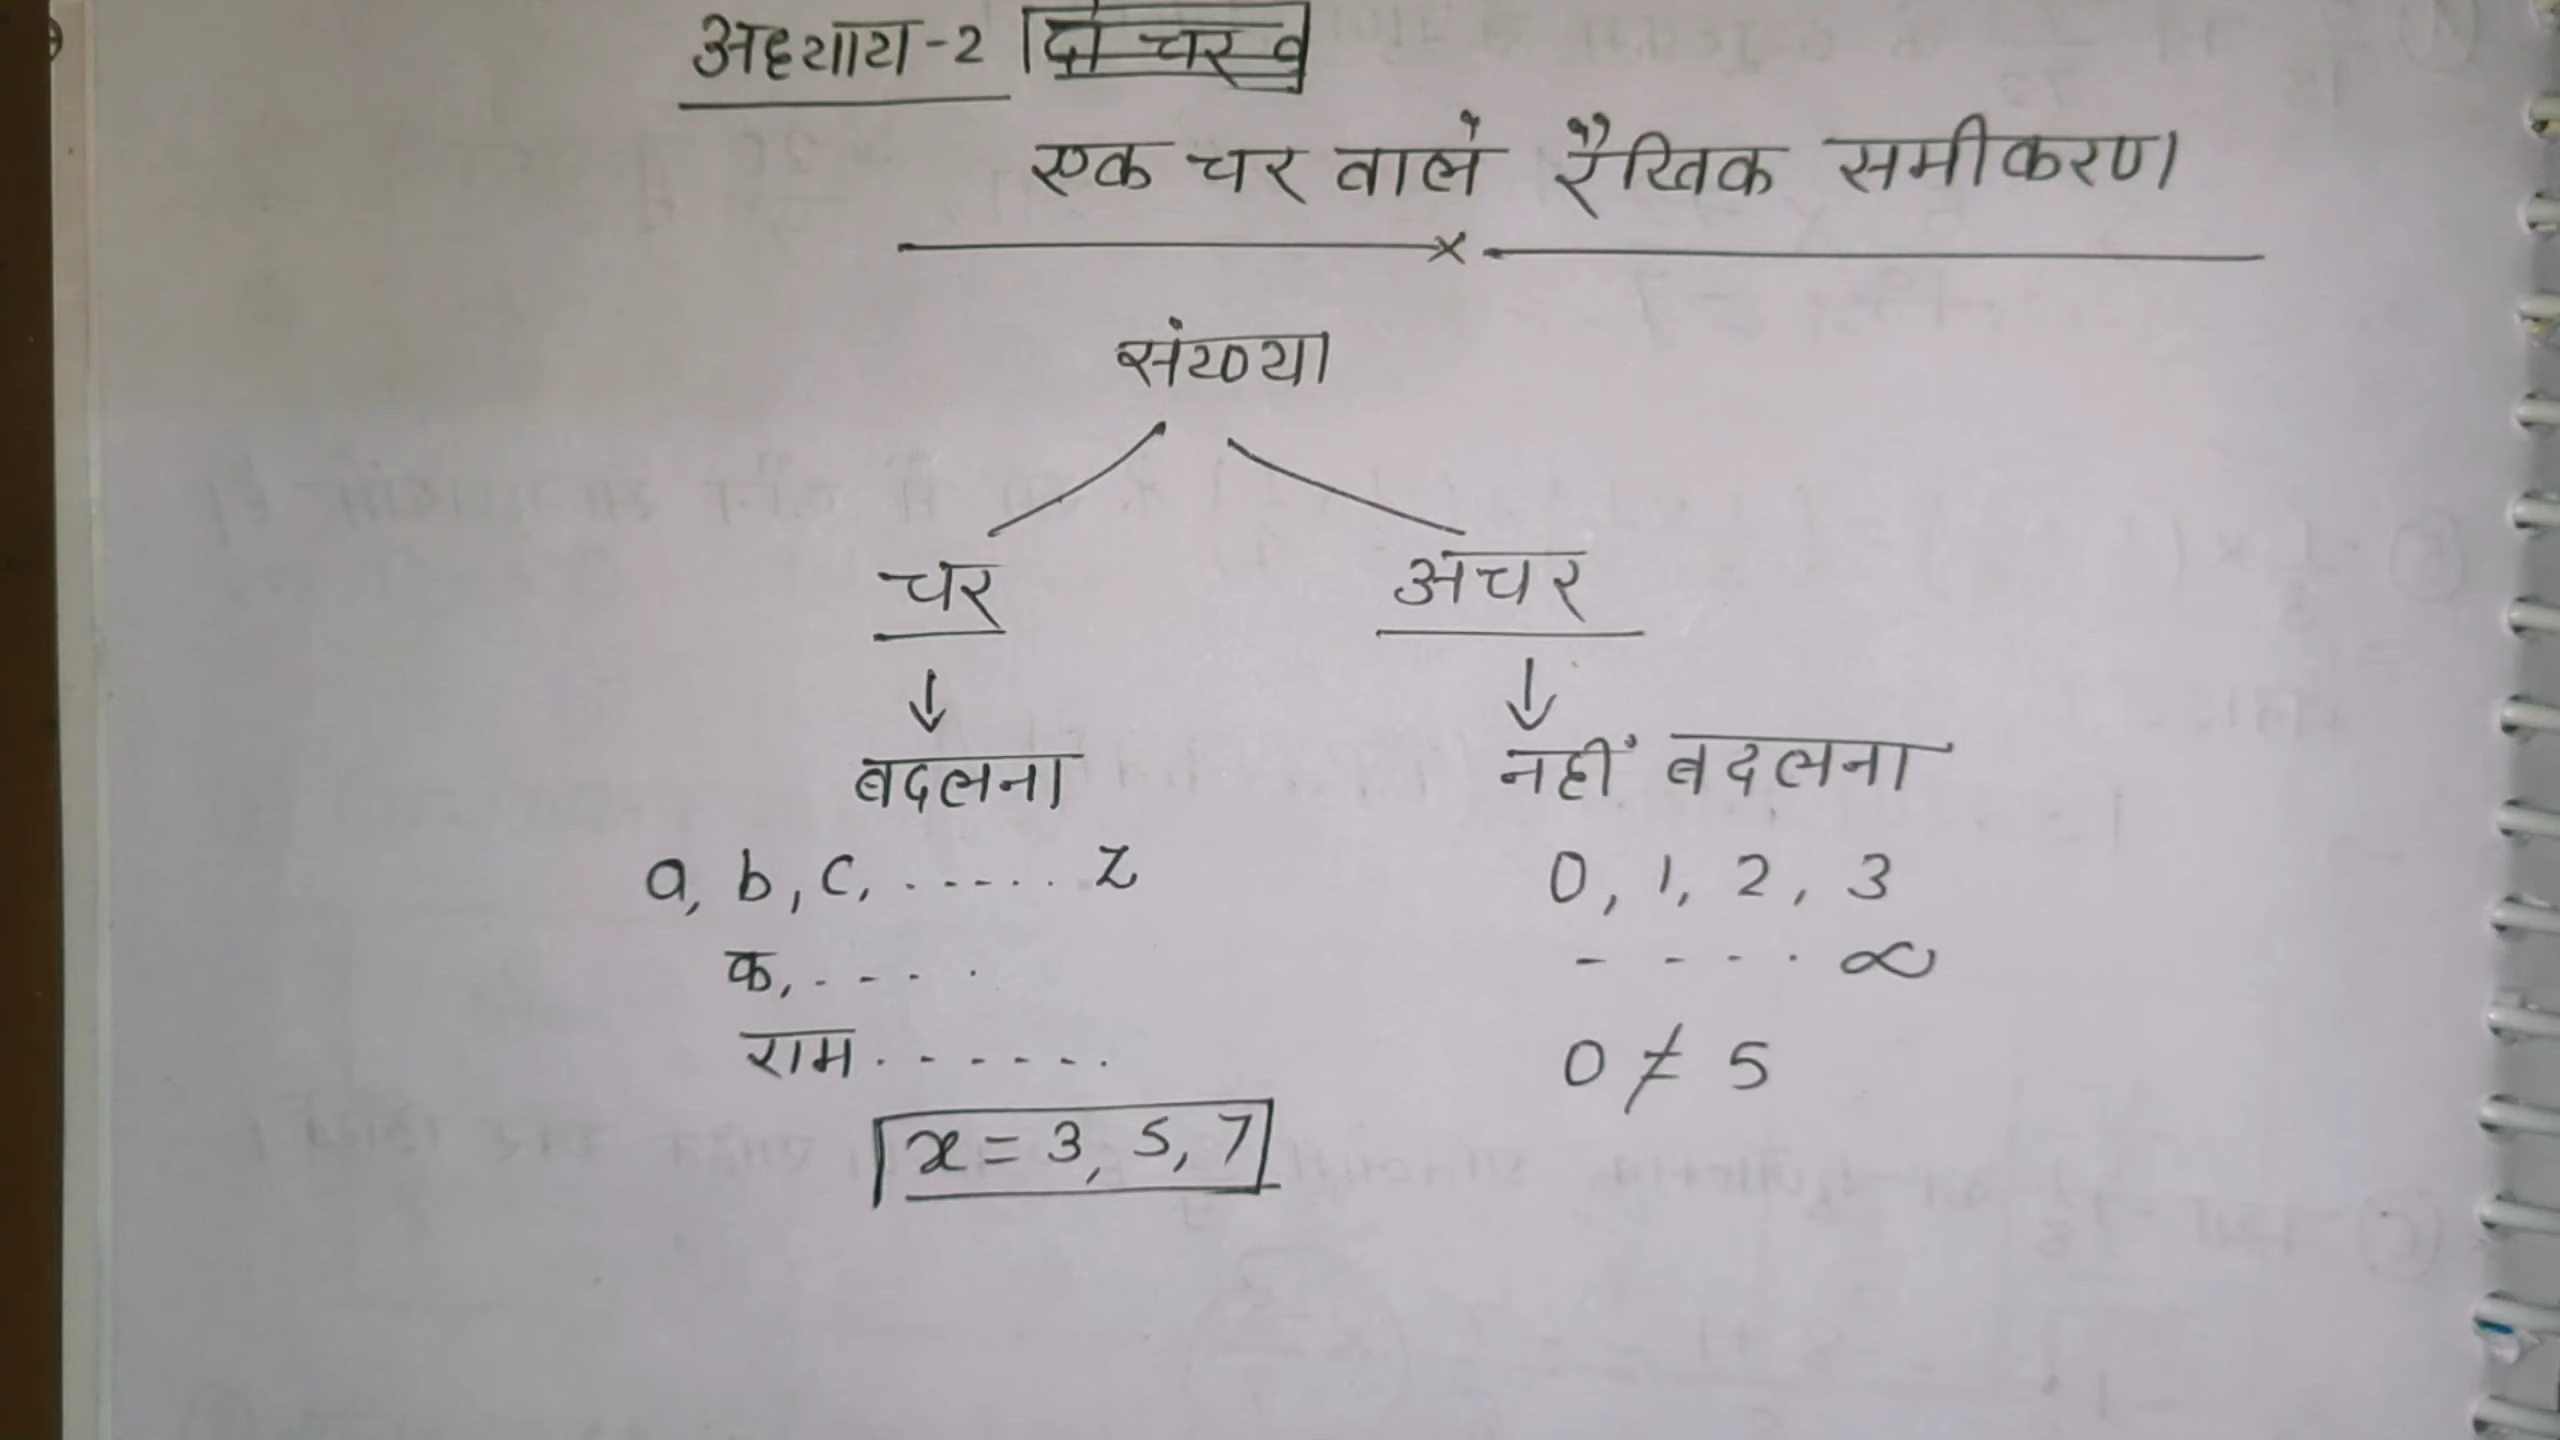 अध्याय-2 दो चर व
एक चर वाले रैखिक समीकरण
×
संख्या
चर अचर
↓ ↓
बदलना नहीं बदलना
a, b, c, ...... z 0, 1, 2, 3
क, .... - - - - ∞
राम ...... 0 ≠ 5
x = 3, 5, 7